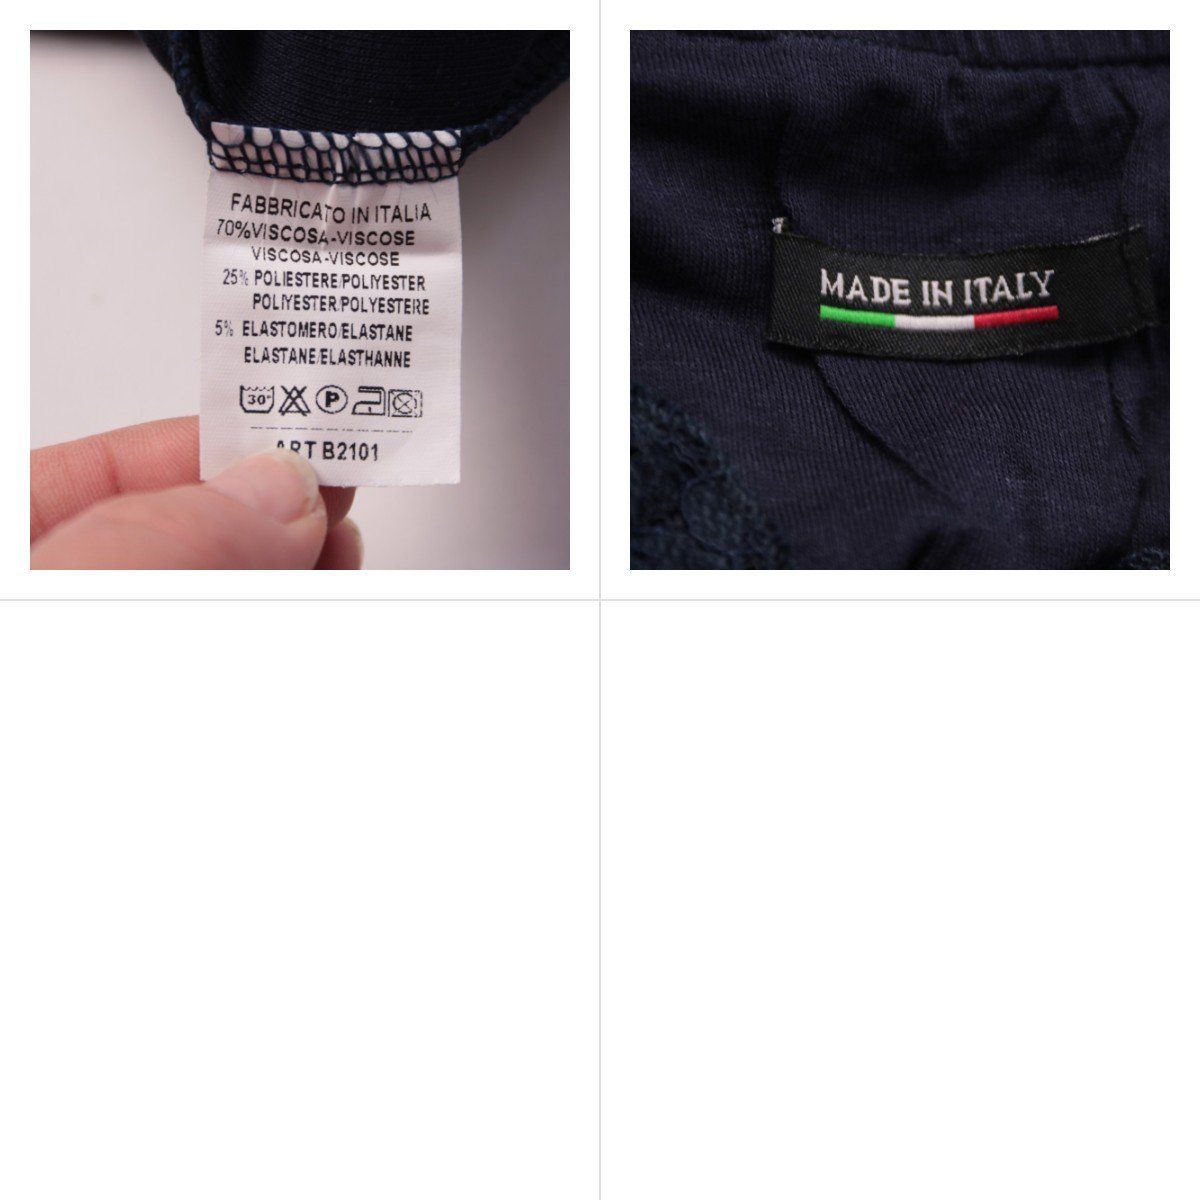 FABBRICATO IN ITALIA
70%VISCOSA-VISCOSE
VISCOSA-VISCOSE
25% POLIESTERE/POLIYESTER
POLIYESTER/POLYESTERE
5% ELASTOMERO/ELASTANE
ELASTANE/ELASTHANNE
30° P
ART B2101
MADE IN ITALY